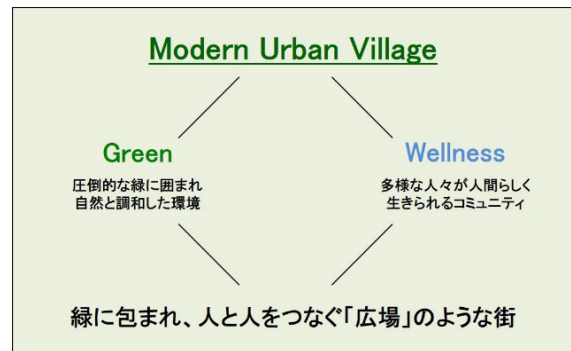 Modern Urban Village
Green
圧倒的な緑に囲まれ
自然と調和した環境
Wellness
多様な人々が人間らしく
生きられるコミュニティ
緑に包まれ、人と人をつなぐ「広場」のような街